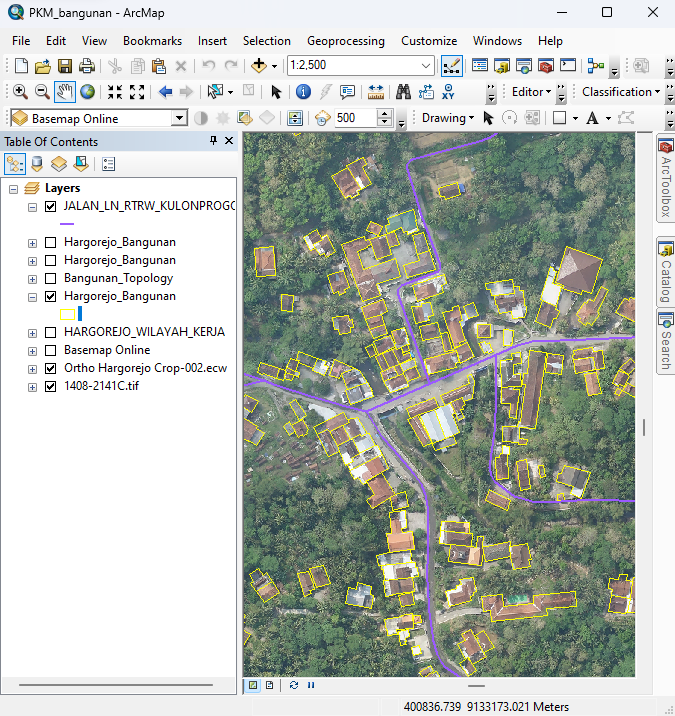 PKM_bangunan - ArcMap
File Edit View Bookmarks Insert Selection Geoprocessing Customize Windows Help
1:2,500
Editor Classification
Basemap Online 500 Drawing A
Table Of Contents
Layers
JALAN_LN_RTRW_KULONPROGO
Hargorejo_Bangunan
Hargorejo_Bangunan
Bangunan_Topology
Hargorejo_Bangunan
HARGOREJO_WILAYAH_KERJA
Basemap Online
Ortho Hargorejo Crop-002.ecw
1408-2141C.tif
ArcToolbox
Catalog
Search
400836.739 9133173.021 Meters